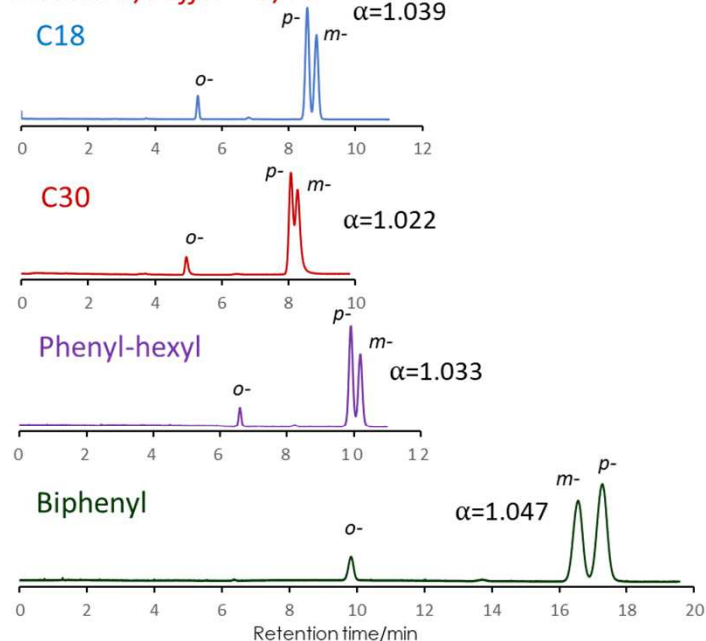 p-
α=1.039
C18
m-
o-
0 2 4 6 8 10 12
p-
m-
C30
α=1.022
o-
0 2 4 6 8 10
p-
Phenyl-hexyl
m-
α=1.033
o-
0 2 4 6 8 10 12
p-
m-
Biphenyl
α=1.047
o-
0 2 4 6 8 10 12 14 16 18 20
Retention time/min